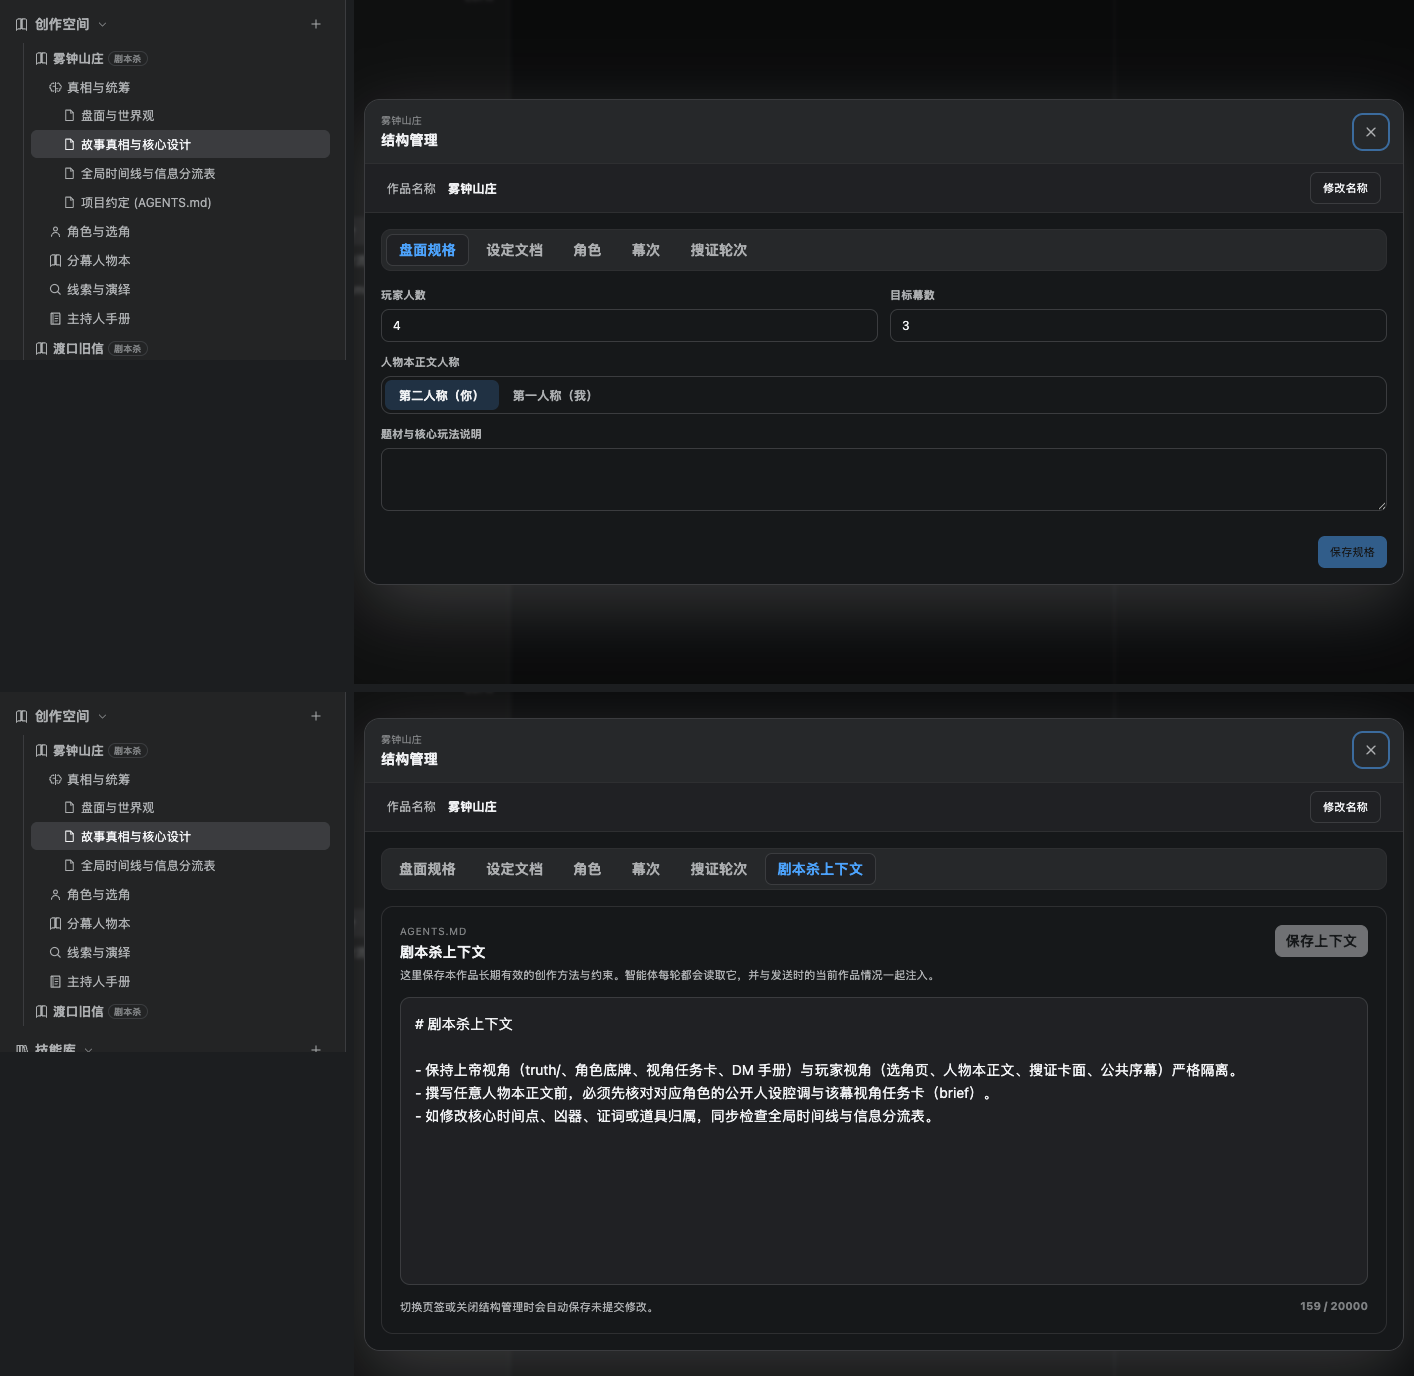 创作空间
雾钟山庄 剧本杀
真相与统筹
盘面与世界观
故事真相与核心设计
全局时间线与信息分流表
项目约定 (AGENTS.md)
角色与选角
分幕人物本
线索与演绎
主持人手册
渡口旧信 剧本杀
雾钟山庄
结构管理
作品名称 雾钟山庄
修改名称
盘面规格 设定文档 角色 幕次 搜证轮次
玩家人数 目标幕数
4 3
人物本正文人称
第二人称（你） 第一人称（我）
题材与核心玩法说明
保存规格
创作空间
雾钟山庄 剧本杀
真相与统筹
盘面与世界观
故事真相与核心设计
全局时间线与信息分流表
角色与选角
分幕人物本
线索与演绎
主持人手册
渡口旧信 剧本杀
技能库
雾钟山庄
结构管理
作品名称 雾钟山庄
修改名称
盘面规格 设定文档 角色 幕次 搜证轮次 剧本杀上下文
AGENTS.MD
剧本杀上下文
保存上下文
这里保存本作品长期有效的创作方法与约束。智能体每轮都会读取它，并与发送时的当前作品情况一起注入。
# 剧本杀上下文
- 保持上帝视角（truth/、角色底牌、视角任务卡、DM 手册）与玩家视角（选角页、人物本正文、搜证卡面、公共序幕）严格隔离。
- 撰写任意人物本正文前，必须先核对对应角色的公开人设腔调与该幕视角任务卡（brief）。
- 如修改核心时间点、凶器、证词或道具归属，同步检查全局时间线与信息分流表。
切换页签或关闭结构管理时会自动保存未提交修改。
159 / 20000